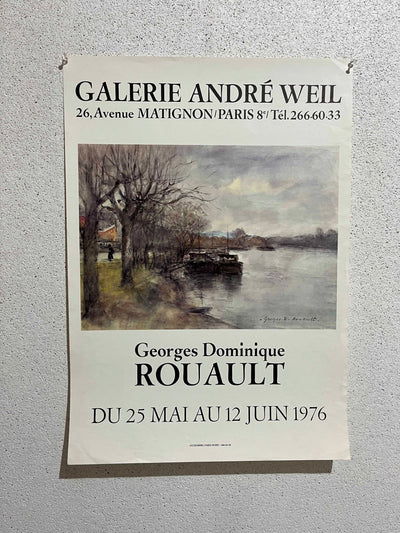 GALERIE ANDRÉ WEIL
26, Avenue MATIGNON/PARIS 8e/Tél. 266·60·33
Georges Dominique
ROUAULT
DU 25 MAI AU 12 JUIN 1976